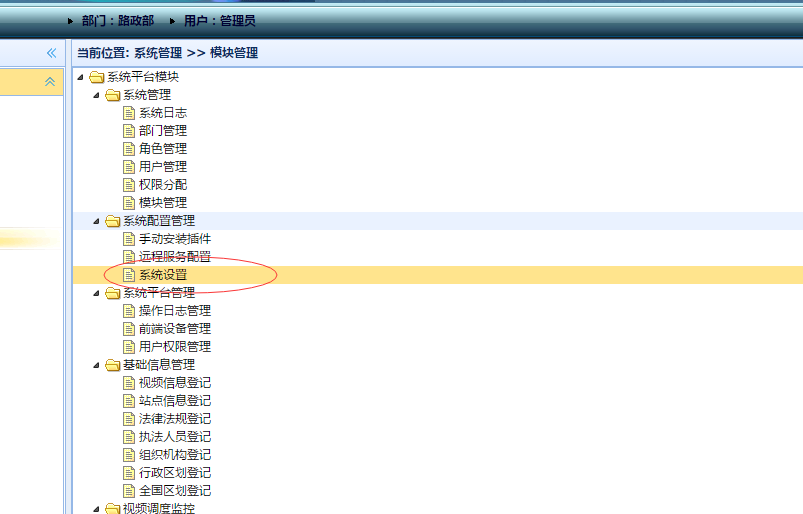 部门：路政部 用户：管理员
当前位置: 系统管理 >> 模块管理
系统平台模块
系统管理
系统日志
部门管理
角色管理
用户管理
权限分配
模块管理
系统配置管理
手动安装插件
远程服务配置
系统设置
系统平台管理
操作日志管理
前端设备管理
用户权限管理
基础信息管理
视频信息登记
站点信息登记
法律法规登记
执法人员登记
组织机构登记
行政区划登记
全国区划登记
视频调度监控